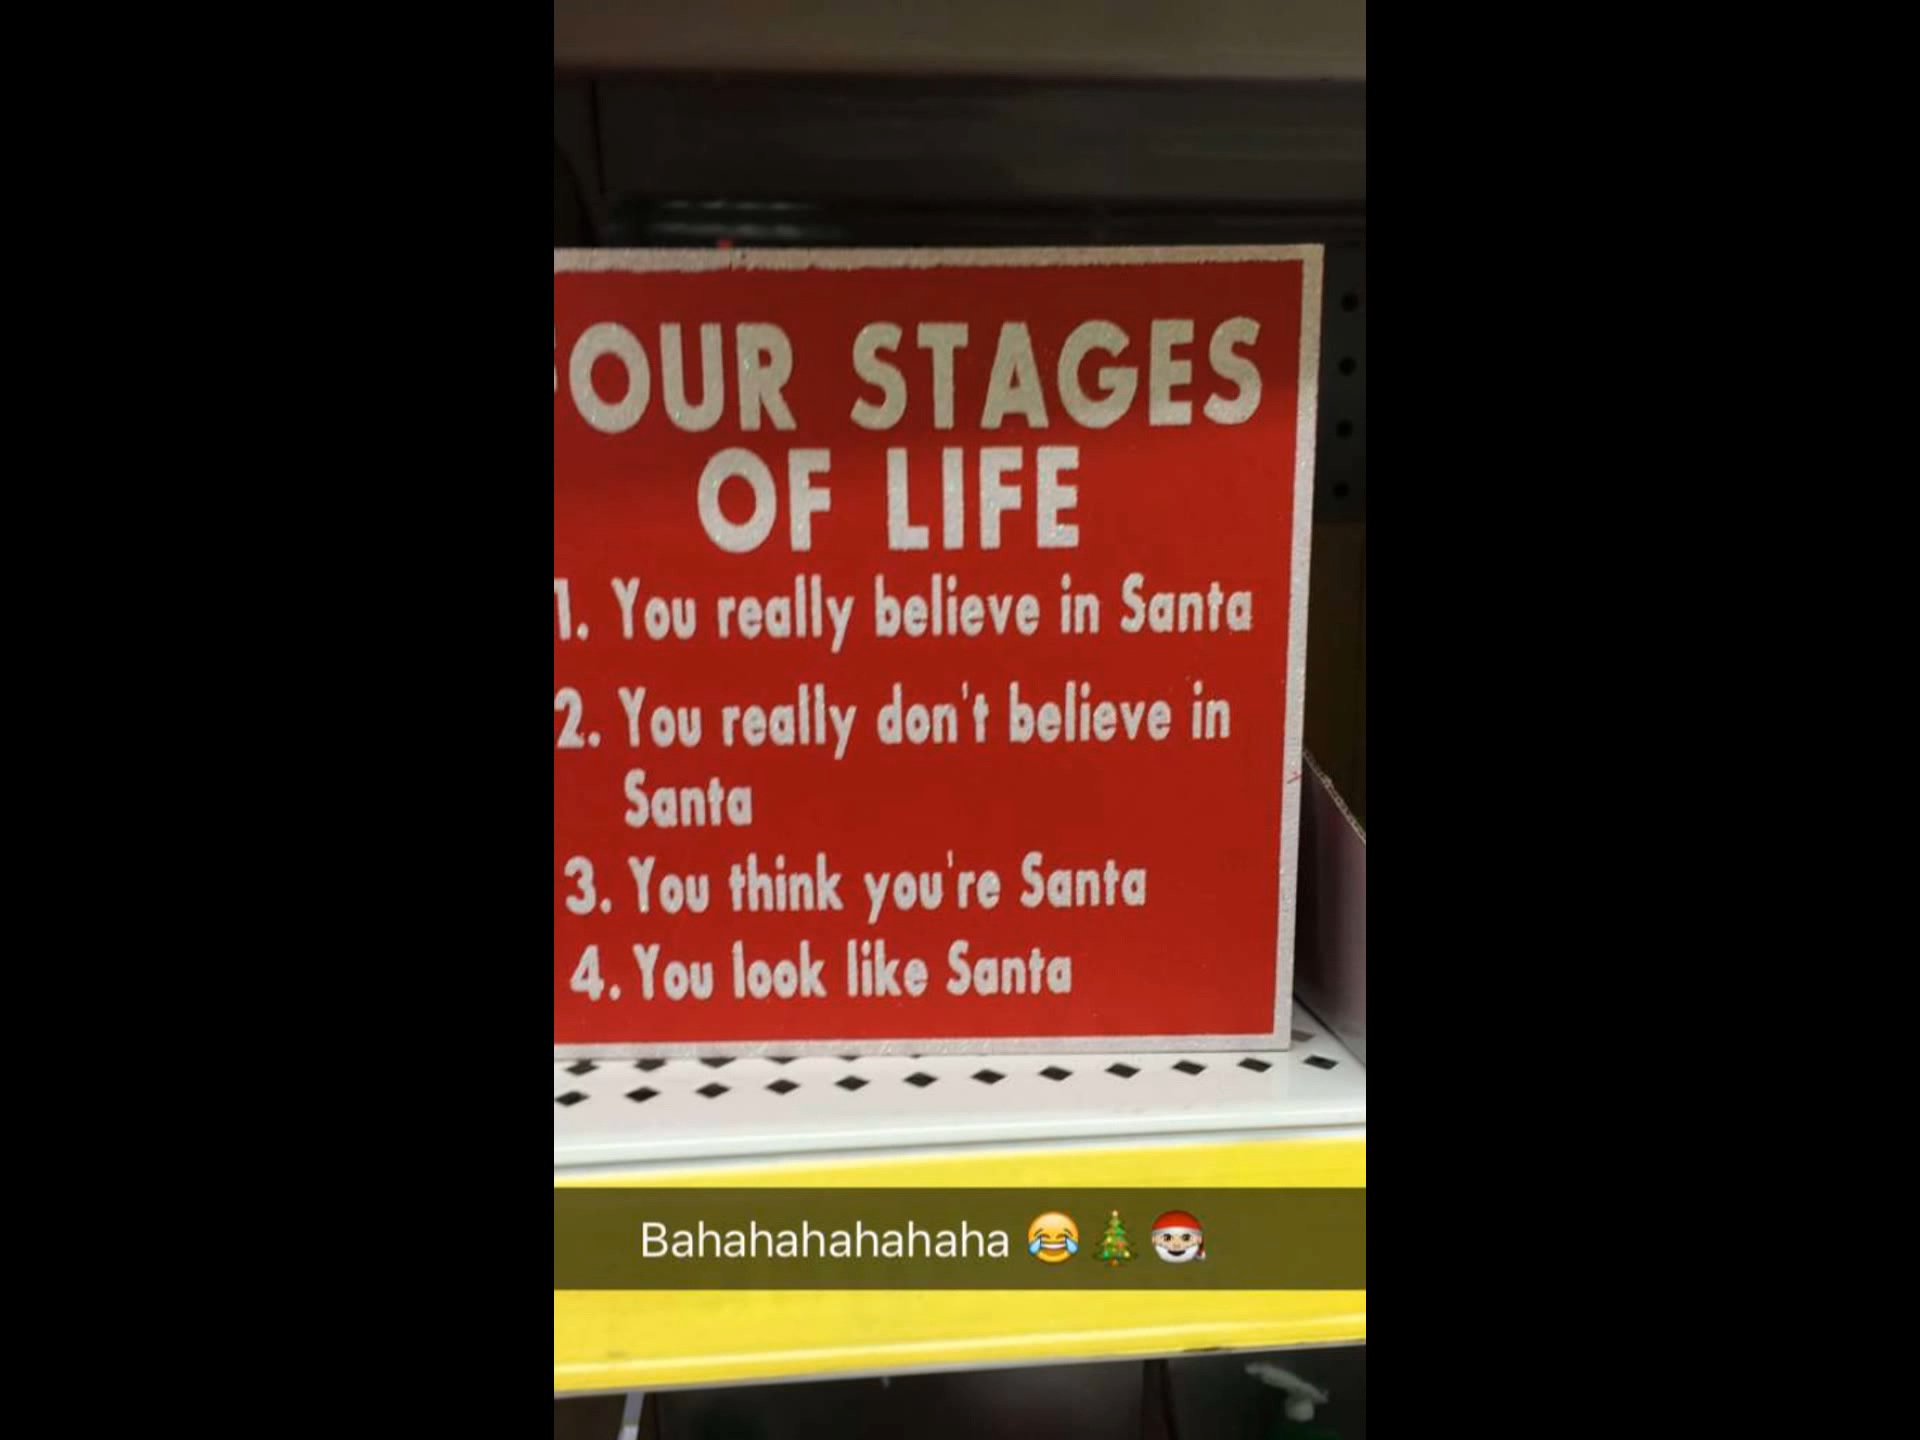 OUR STAGES
OF LIFE
1. You really believe in Santa
2. You really don't believe in
Santa
3. You think you're Santa
4. You look like Santa
Bahahahahahaha 😂🎄🎅🏼